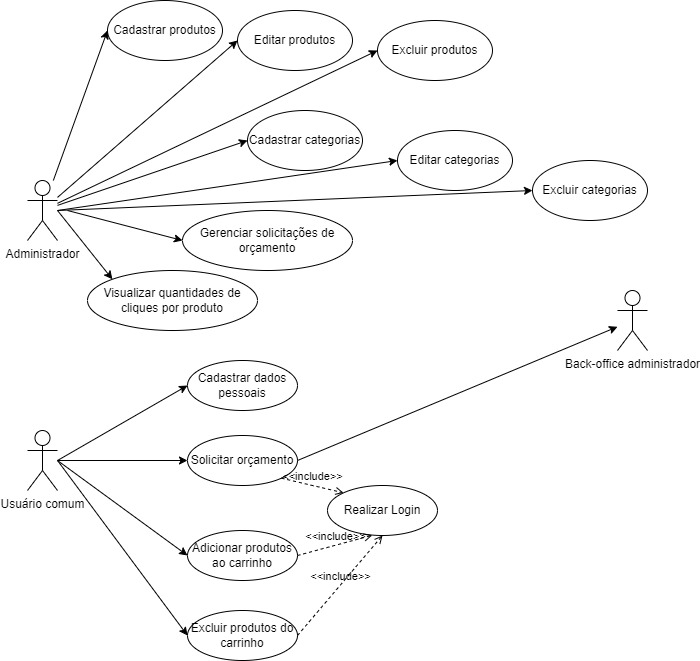 Cadastrar produtos
Editar produtos
Excluir produtos
Cadastrar categorias
Editar categorias
Excluir categorias
Administrador
Gerenciar solicitações de
orçamento
Visualizar quantidades de
cliques por produto
Back-office administrador
Cadastrar dados
pessoais
Solicitar orçamento
<<include>>
Usuário comum
Realizar Login
Adicionar produtos
ao carrinho
<<include>>
<<include>>
Excluir produtos do
carrinho